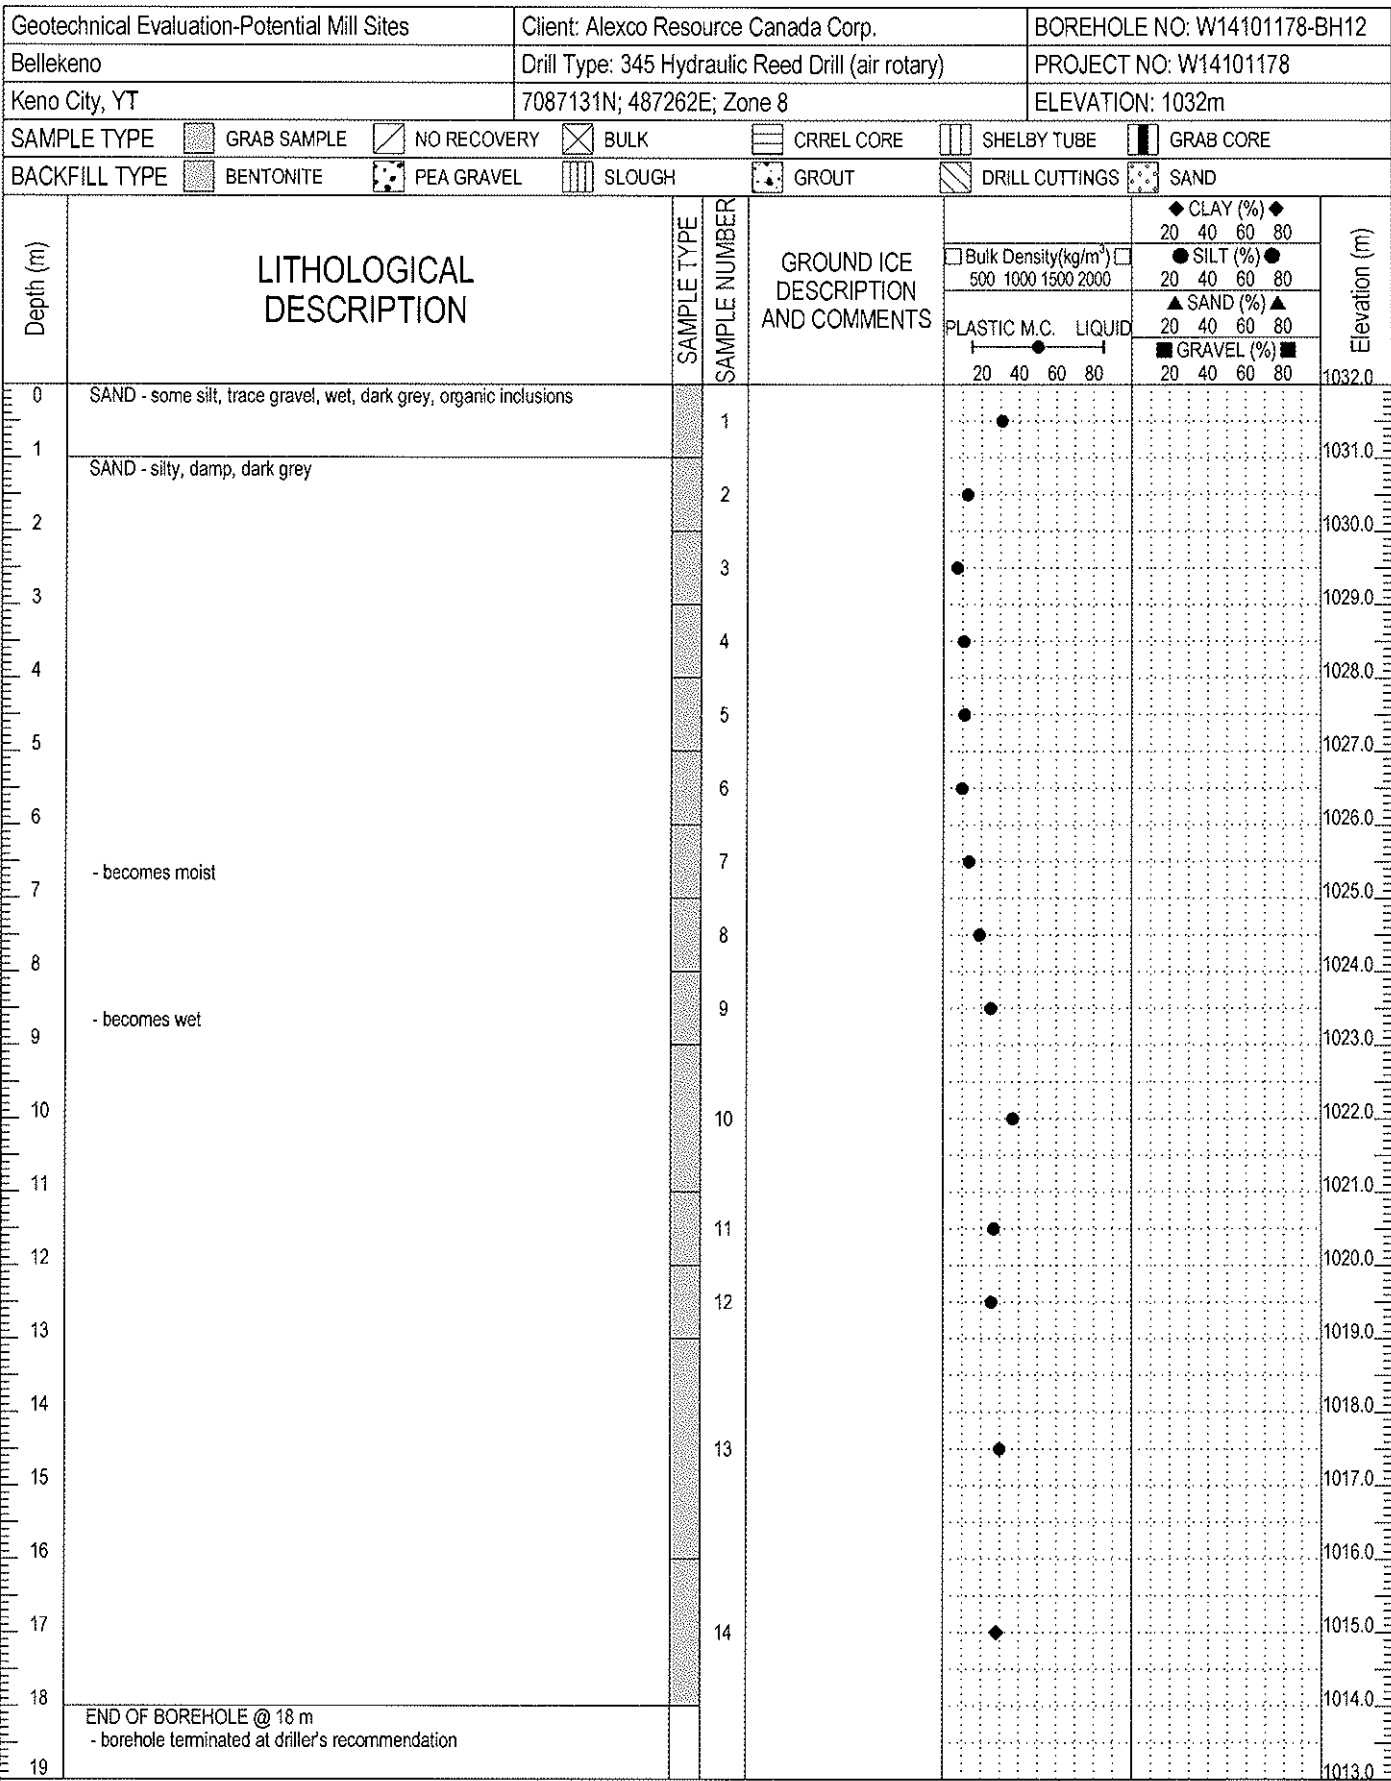 Geotechnical Evaluation-Potential Mill Sites Client: Alexco Resource Canada Corp. BOREHOLE NO: W14101178-BH12
Bellekeno Drill Type: 345 Hydraulic Reed Drill (air rotary) PROJECT NO: W14101178
Keno City, YT 7087131N; 487262E; Zone 8 ELEVATION: 1032m
SAMPLE TYPE GRAB SAMPLE NO RECOVERY BULK CRREL CORE SHELBY TUBE GRAB CORE
BACKFILL TYPE BENTONITE PEA GRAVEL SLOUGH GROUT DRILL CUTTINGS SAND
Depth (m)
LITHOLOGICAL
DESCRIPTION
SAMPLE TYPE
SAMPLE NUMBER
GROUND ICE
DESCRIPTION
AND COMMENTS
Bulk Density(kg/m³)
500 1000 1500 2000
PLASTIC M.C. LIQUID
20 40 60 80
CLAY (%)
20 40 60 80
SILT (%)
20 40 60 80
SAND (%)
20 40 60 80
GRAVEL (%)
20 40 60 80
Elevation (m)
1032.0
0 SAND - some silt, trace gravel, wet, dark grey, organic inclusions
1
1 1031.0
SAND - silty, damp, dark grey
2
2 1030.0
3
3 1029.0
4
4 1028.0
5
5 1027.0
6
6 1026.0
- becomes moist 7
7 1025.0
8
8 1024.0
- becomes wet 9
9 1023.0
10 10 1022.0
11 1021.0
11
12 1020.0
12
13 1019.0
14 1018.0
13
15 1017.0
16 1016.0
17 14 1015.0
18 1014.0
END OF BOREHOLE @ 18 m
- borehole terminated at driller's recommendation
19 1013.0